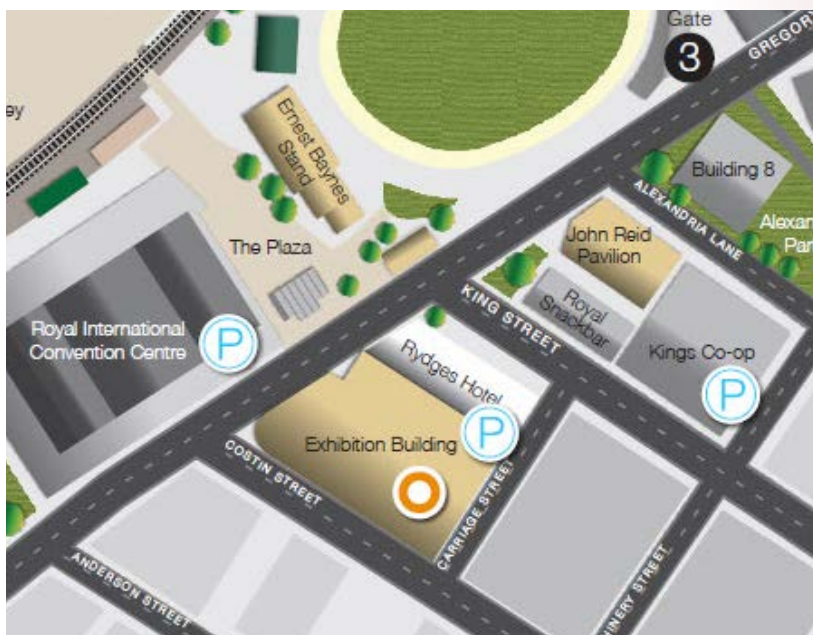 Gate
3
GREGORY
ey
Ernest Baynes
Stand
Building 8
ALEXANDRIA LANE
Alexan
Par
John Reid
Pavilion
The Plaza
KING STREET
Royal
Snackbar
Royal International
Convention Centre
P
Rydges Hotel
Kings Co-op
P
P
Exhibition Building
COSTIN STREET
CARRIAGE STREET
ANDERSON STREET
INERY STREET